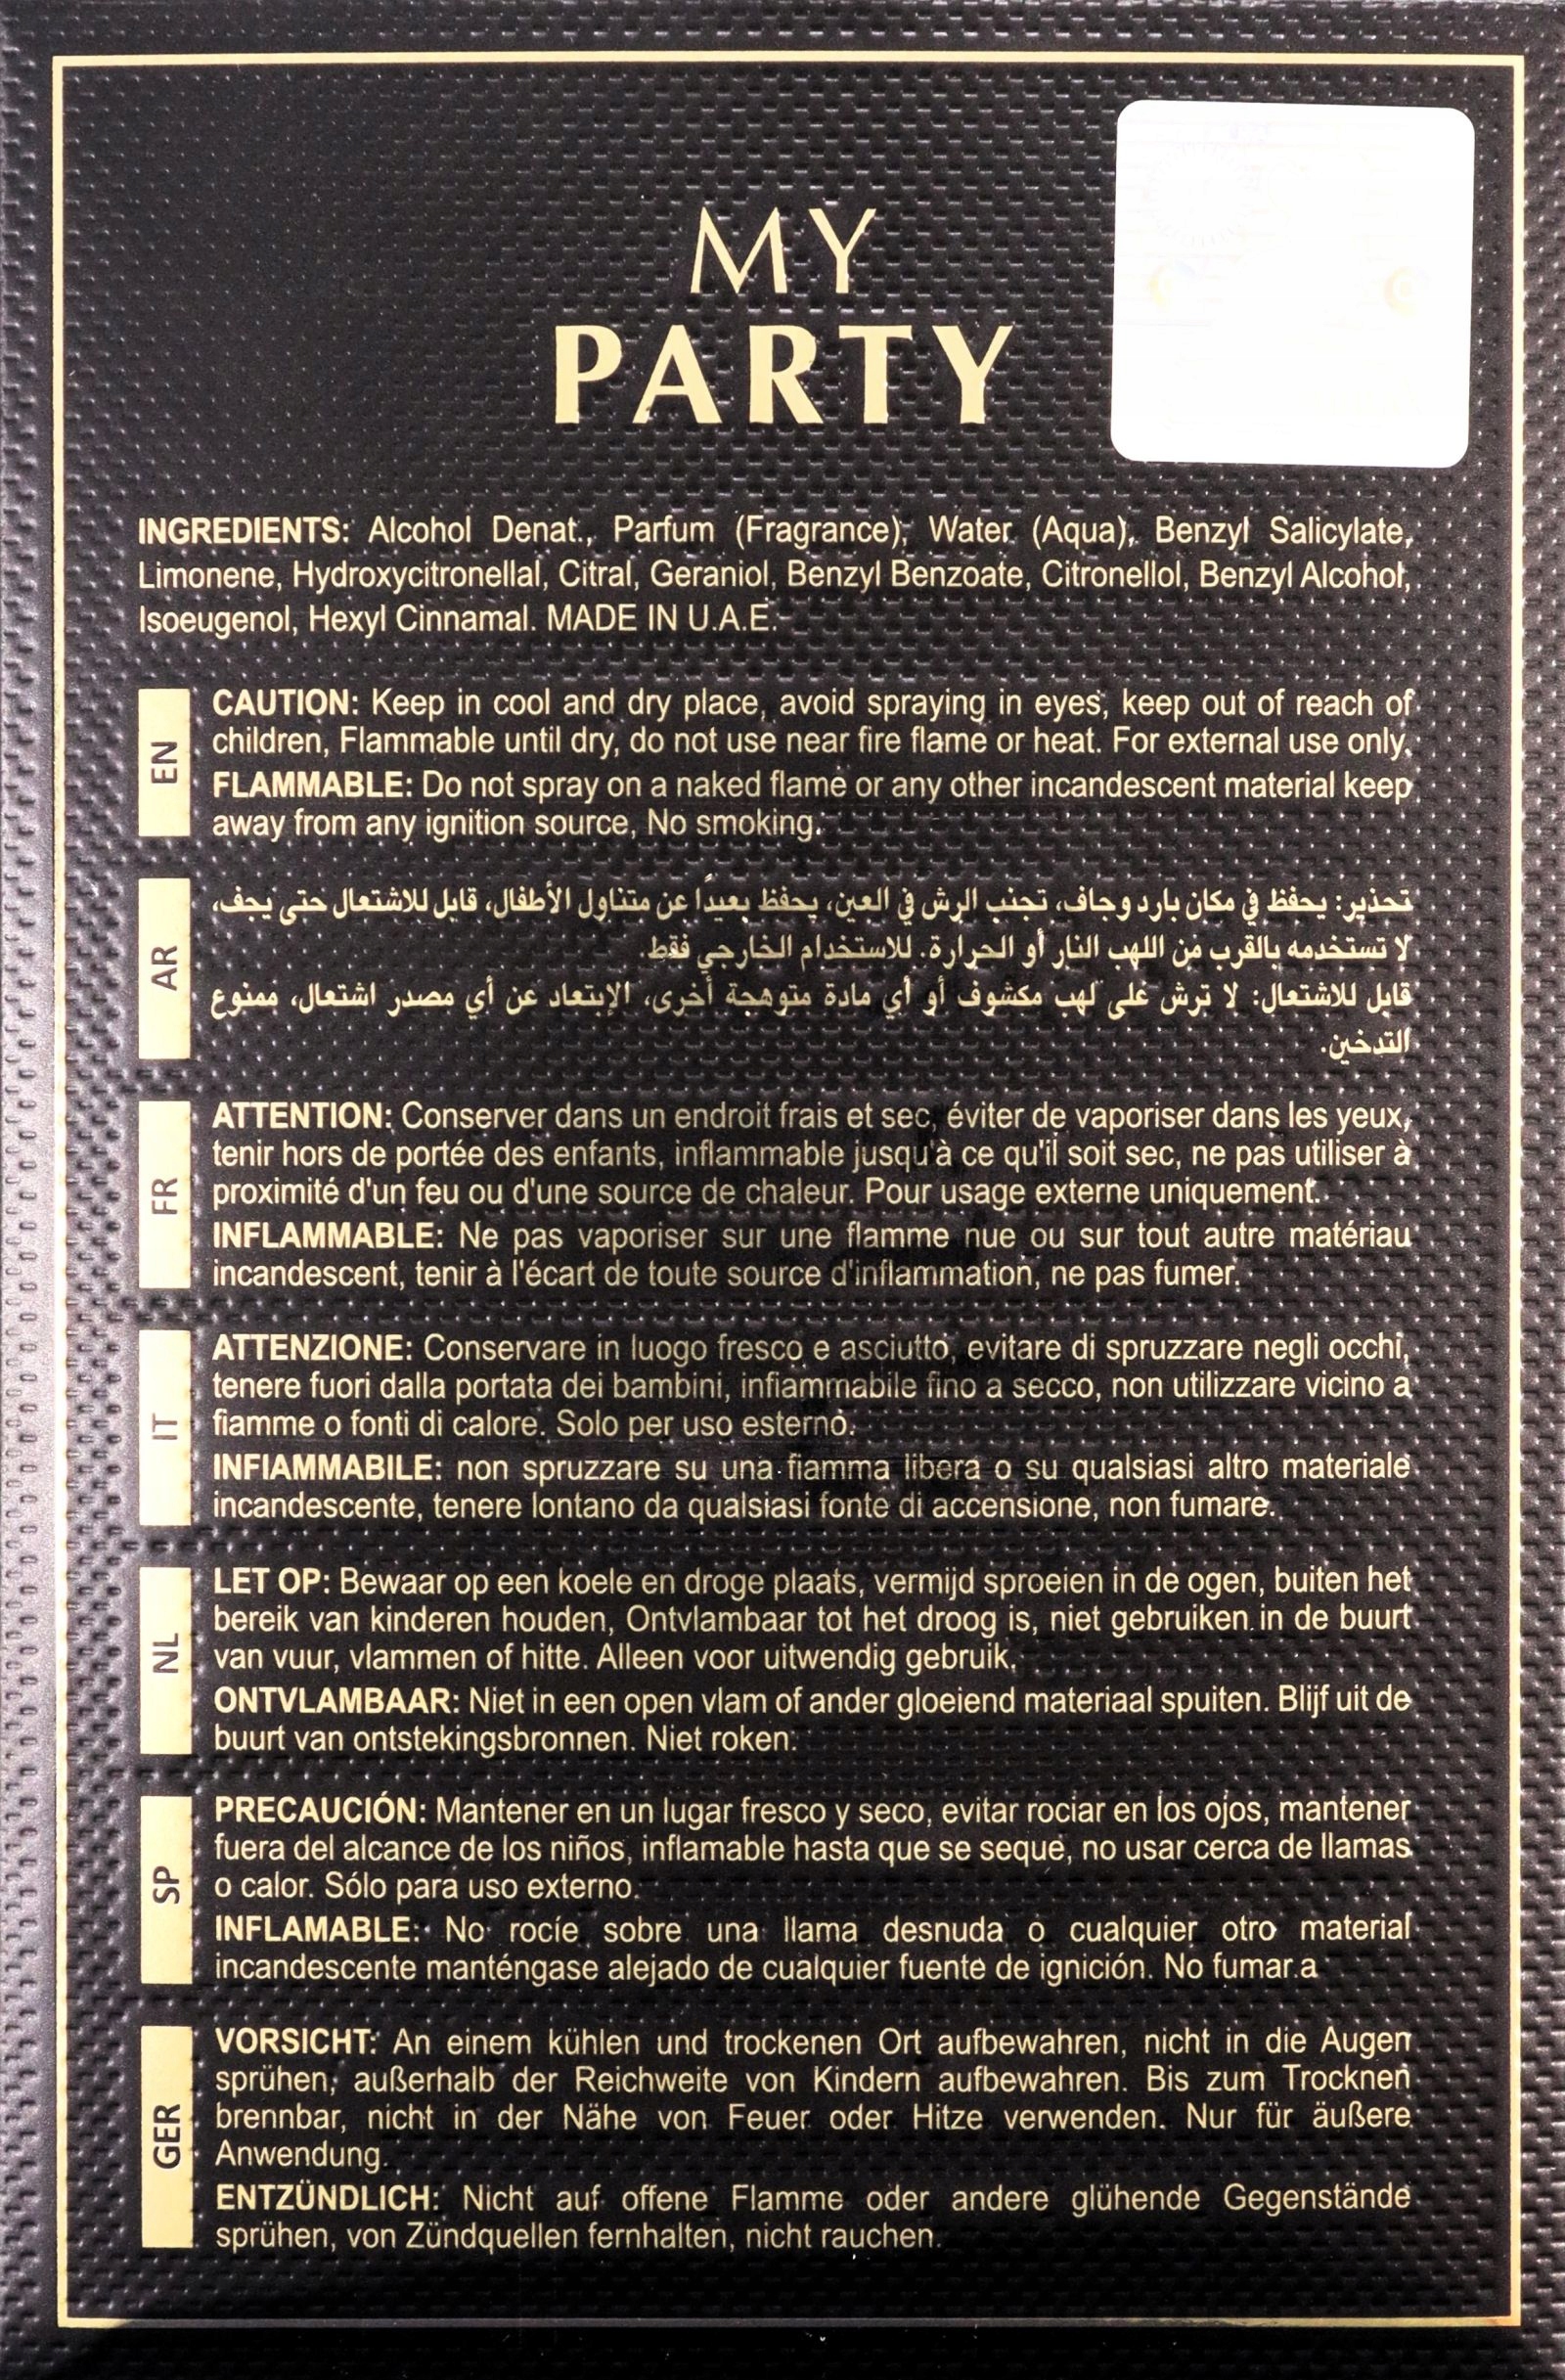 MY
PARTY
INGREDIENTS: Alcohol Denat., Parfum (Fragrance), Water (Aqua), Benzyl Salicylate,
Limonene, Hydroxycitronellal, Citral, Geraniol, Benzyl Benzoate, Citronellol, Benzyl Alcohol,
Isoeugenol, Hexyl Cinnamal. MADE IN U.A.E.
EN
CAUTION: Keep in cool and dry place, avoid spraying in eyes, keep out of reach of
children, Flammable until dry, do not use near fire flame or heat. For external use only.
FLAMMABLE: Do not spray on a naked flame or any other incandescent material keep
away from any ignition source, No smoking.
AR
تحذير: يحفظ في مكان بارد وجاف، تجنب الرش في العين، يحفظ بعيدًا عن متناول الأطفال، قابل للاشتعال حتى يجف،
لا تستخدمه بالقرب من اللهب النار أو الحرارة. للاستخدام الخارجي فقط.
قابل للاشتعال: لا ترش على لهب مكشوف أو أي مادة متوهجة أخرى، الإبتعاد عن أي مصدر اشتعال، ممنوع
التدخين.
FR
ATTENTION: Conserver dans un endroit frais et sec, éviter de vaporiser dans les yeux,
tenir hors de portée des enfants, inflammable jusqu'à ce qu'il soit sec, ne pas utiliser à
proximité d'un feu ou d'une source de chaleur. Pour usage externe uniquement.
INFLAMMABLE: Ne pas vaporiser sur une flamme nue ou sur tout autre matériau
incandescent, tenir à l'écart de toute source d'inflammation, ne pas fumer.
IT
ATTENZIONE: Conservare in luogo fresco e asciutto, evitare di spruzzare negli occhi,
tenere fuori dalla portata dei bambini, infiammabile fino a secco, non utilizzare vicino a
fiamme o fonti di calore. Solo per uso esterno.
INFIAMMABILE: non spruzzare su una fiamma libera o su qualsiasi altro materiale
incandescente, tenere lontano da qualsiasi fonte di accensione, non fumare.
NL
LET OP: Bewaar op een koele en droge plaats, vermijd sproeien in de ogen, buiten het
bereik van kinderen houden, Ontvlambaar tot het droog is, niet gebruiken in de buurt
van vuur, vlammen of hitte. Alleen voor uitwendig gebruik.
ONTVLAMBAAR: Niet in een open vlam of ander gloeiend materiaal spuiten. Blijf uit de
buurt van ontstekingsbronnen. Niet roken.
SP
PRECAUCIÓN: Mantener en un lugar fresco y seco, evitar rociar en los ojos, mantener
fuera del alcance de los niños, inflamable hasta que se seque, no usar cerca de llamas
o calor. Sólo para uso externo.
INFLAMABLE: No rocíe sobre una llama desnuda o cualquier otro material
incandescente manténgase alejado de cualquier fuente de ignición. No fumar.a
GER
VORSICHT: An einem kühlen und trockenen Ort aufbewahren, nicht in die Augen
sprühen, außerhalb der Reichweite von Kindern aufbewahren. Bis zum Trocknen
brennbar, nicht in der Nähe von Feuer oder Hitze verwenden. Nur für äußere
Anwendung.
ENTZÜNDLICH: Nicht auf offene Flamme oder andere glühende Gegenstände
sprühen, von Zündquellen fernhalten, nicht rauchen.